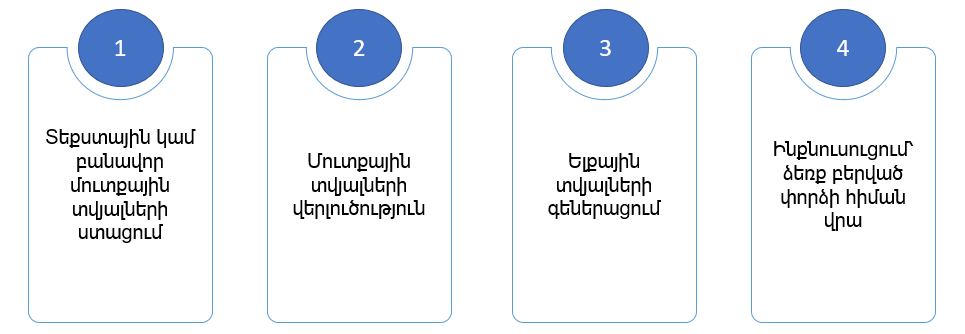 1
Տեքստային կամ
բանավոր
մուտքային
տվյալների
ստացում
2
Մուտքային
տվյալների
վերլուծություն
3
Ելքային
տվյալների
գեներացում
4
Ինքնուսուցում՝
ձեռք բերված
փորձի հիման
վրա